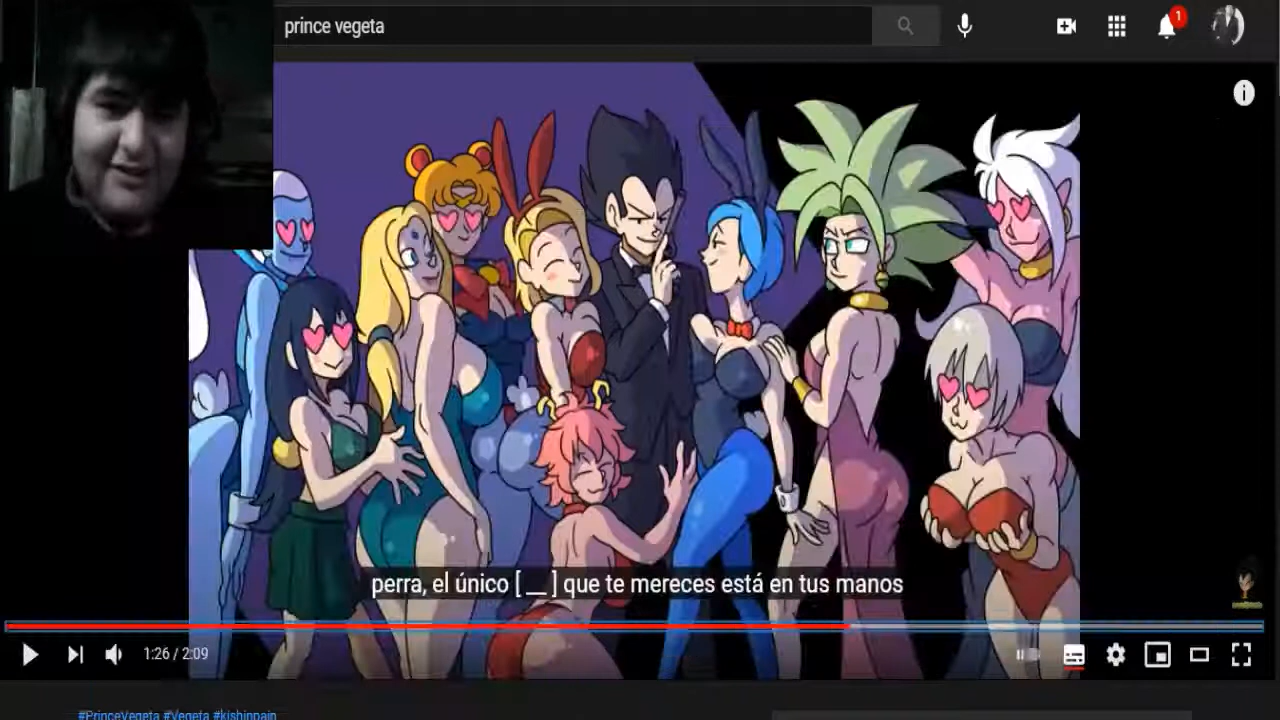 prince vegeta
1
perra, el único [ __ ] que te mereces está en tus manos
1:26 / 2:09
#PrinceVegeta #Vegeta #kishinpain